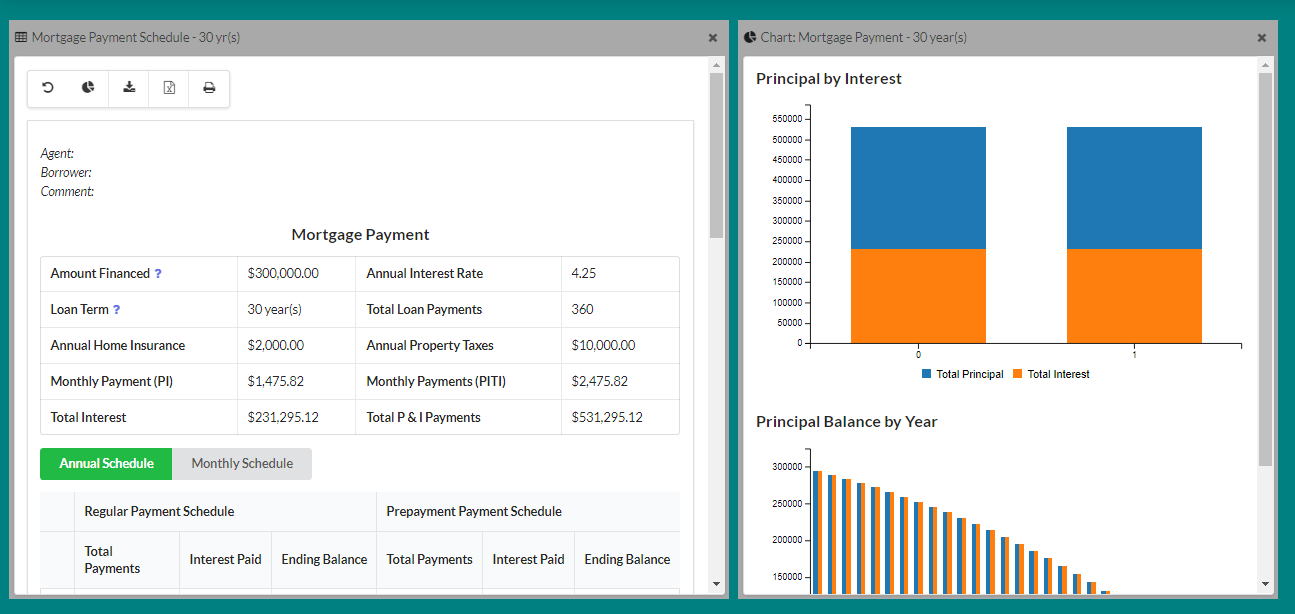 Mortgage Payment Schedule - 30 yr(s)
Agent:
Borrower:
Comment:
Mortgage Payment
Amount Financed ? $300,000.00 Annual Interest Rate 4.25
Loan Term ? 30 year(s) Total Loan Payments 360
Annual Home Insurance $2,000.00 Annual Property Taxes $10,000.00
Monthly Payment (PI) $1,475.82 Monthly Payments (PITI) $2,475.82
Total Interest $231,295.12 Total P & I Payments $531,295.12
Annual Schedule Monthly Schedule
Regular Payment Schedule Prepayment Payment Schedule
Total Payments Interest Paid Ending Balance Total Payments Interest Paid Ending Balance
Chart: Mortgage Payment - 30 year(s)
Principal by Interest
550000
500000
450000
400000
350000
300000
250000
200000
150000
100000
50000
0
0 1
Total Principal Total Interest
Principal Balance by Year
300000
250000
200000
150000